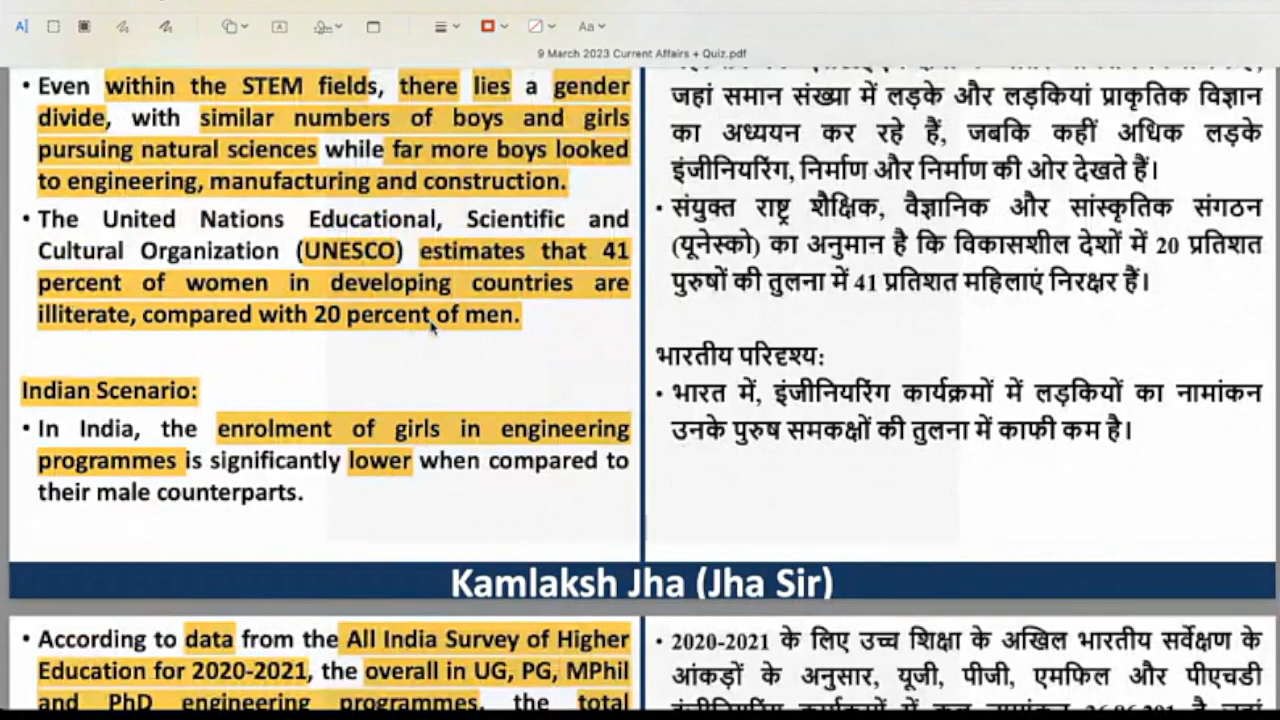 9 March 2023 Current Affairs + Quiz.pdf
• Even within the STEM fields, there lies a gender
divide, with similar numbers of boys and girls
pursuing natural sciences while far more boys looked
to engineering, manufacturing and construction.
• The United Nations Educational, Scientific and
Cultural Organization (UNESCO) estimates that 41
percent of women in developing countries are
illiterate, compared with 20 percent of men.
Indian Scenario:
• In India, the enrolment of girls in engineering
programmes is significantly lower when compared to
their male counterparts.
जहां समान संख्या में लड़के और लड़कियां प्राकृतिक विज्ञान
का अध्ययन कर रहे हैं, जबकि कहीं अधिक लड़के
इंजीनियरिंग, निर्माण और निर्माण की ओर देखते हैं।
• संयुक्त राष्ट्र शैक्षिक, वैज्ञानिक और सांस्कृतिक संगठन
(यूनेस्को) का अनुमान है कि विकासशील देशों में 20 प्रतिशत
पुरुषों की तुलना में 41 प्रतिशत महिलाएं निरक्षर हैं।
भारतीय परिदृश्य:
• भारत में, इंजीनियरिंग कार्यक्रमों में लड़कियों का नामांकन
उनके पुरुष समकक्षों की तुलना में काफी कम है।
Kamlaksh Jha (Jha Sir)
• According to data from the All India Survey of Higher
Education for 2020-2021, the overall in UG, PG, MPhil
and PhD engineering programmes, the total
• 2020-2021 के लिए उच्च शिक्षा के अखिल भारतीय सर्वेक्षण के
आंकड़ों के अनुसार, यूजी, पीजी, एमफिल और पीएचडी